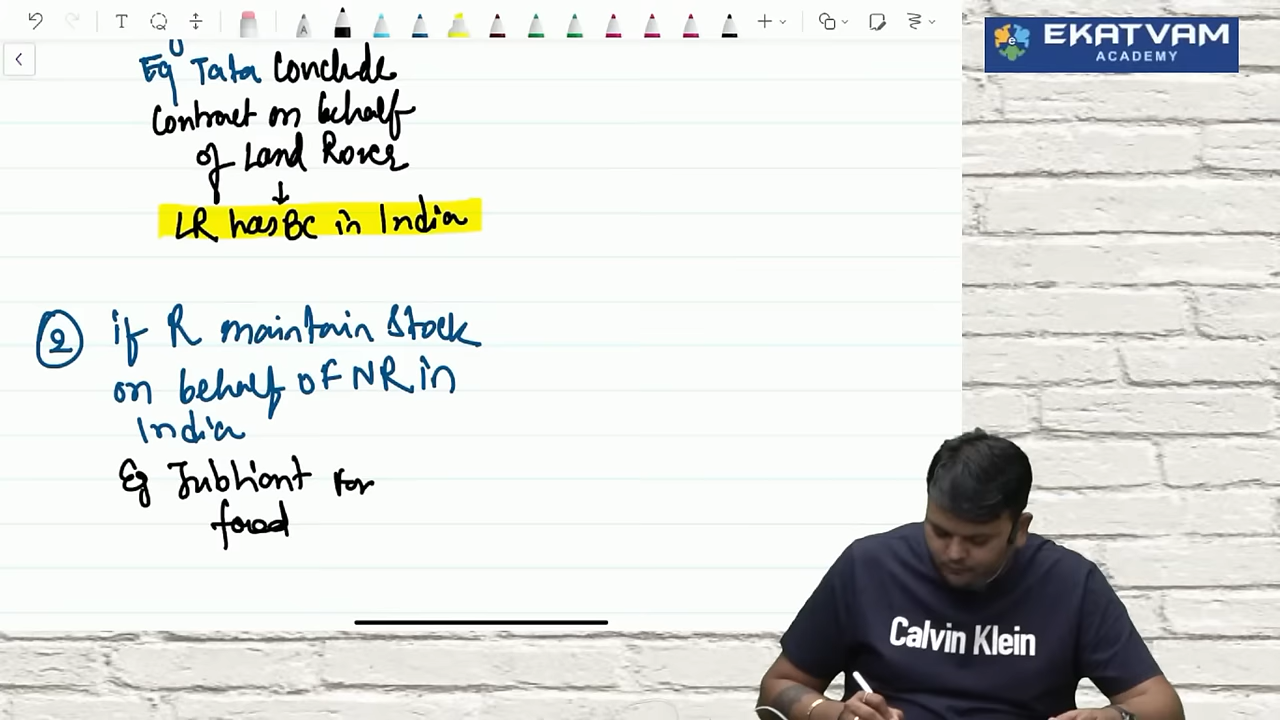 EKATVAM
ACADEMY
Eg Tata Conclude
Contract on behalf
of Land Rover
↓
LR has BC in India
② if R maintain Stock
on behalf of NR in
India
Eg Jubliant for
food
Calvin Klein